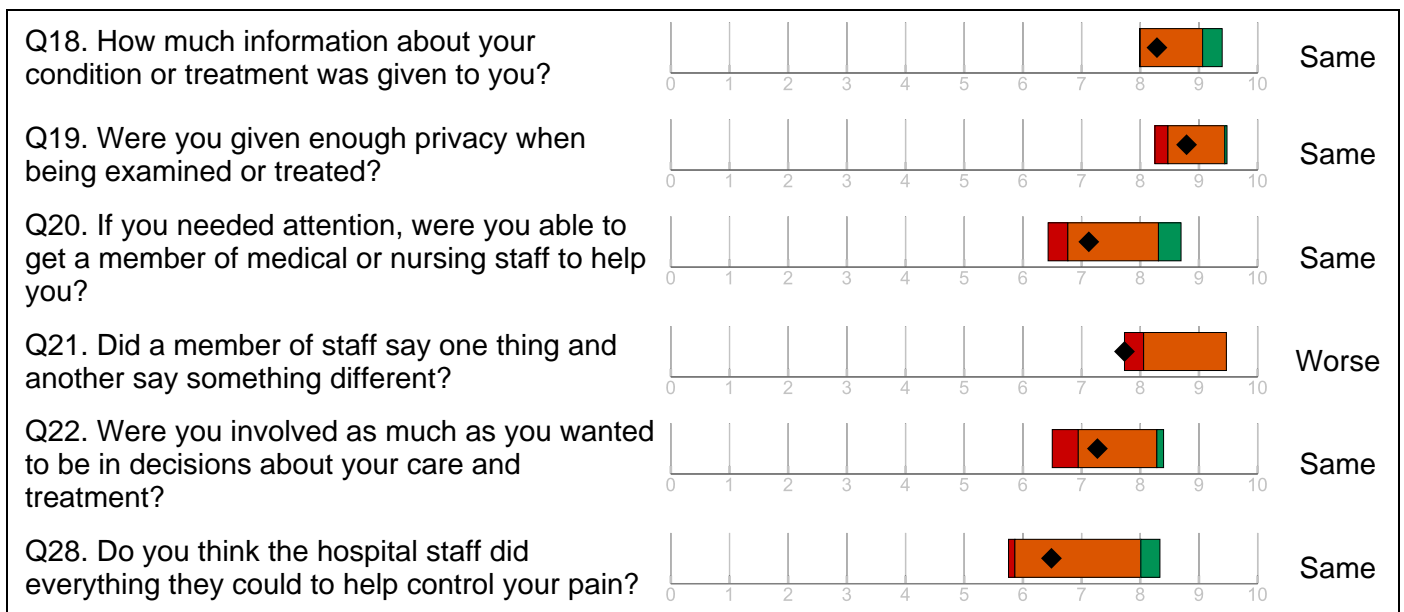 Q18. How much information about your
condition or treatment was given to you?
0 1 2 3 4 5 6 7 8 9 10
Same
Q19. Were you given enough privacy when
being examined or treated?
0 1 2 3 4 5 6 7 8 9 10
Same
Q20. If you needed attention, were you able to
get a member of medical or nursing staff to help
you?
0 1 2 3 4 5 6 7 8 9 10
Same
Q21. Did a member of staff say one thing and
another say something different?
0 1 2 3 4 5 6 7 8 9 10
Worse
Q22. Were you involved as much as you wanted
to be in decisions about your care and
treatment?
0 1 2 3 4 5 6 7 8 9 10
Same
Q28. Do you think the hospital staff did
everything they could to help control your pain?
0 1 2 3 4 5 6 7 8 9 10
Same